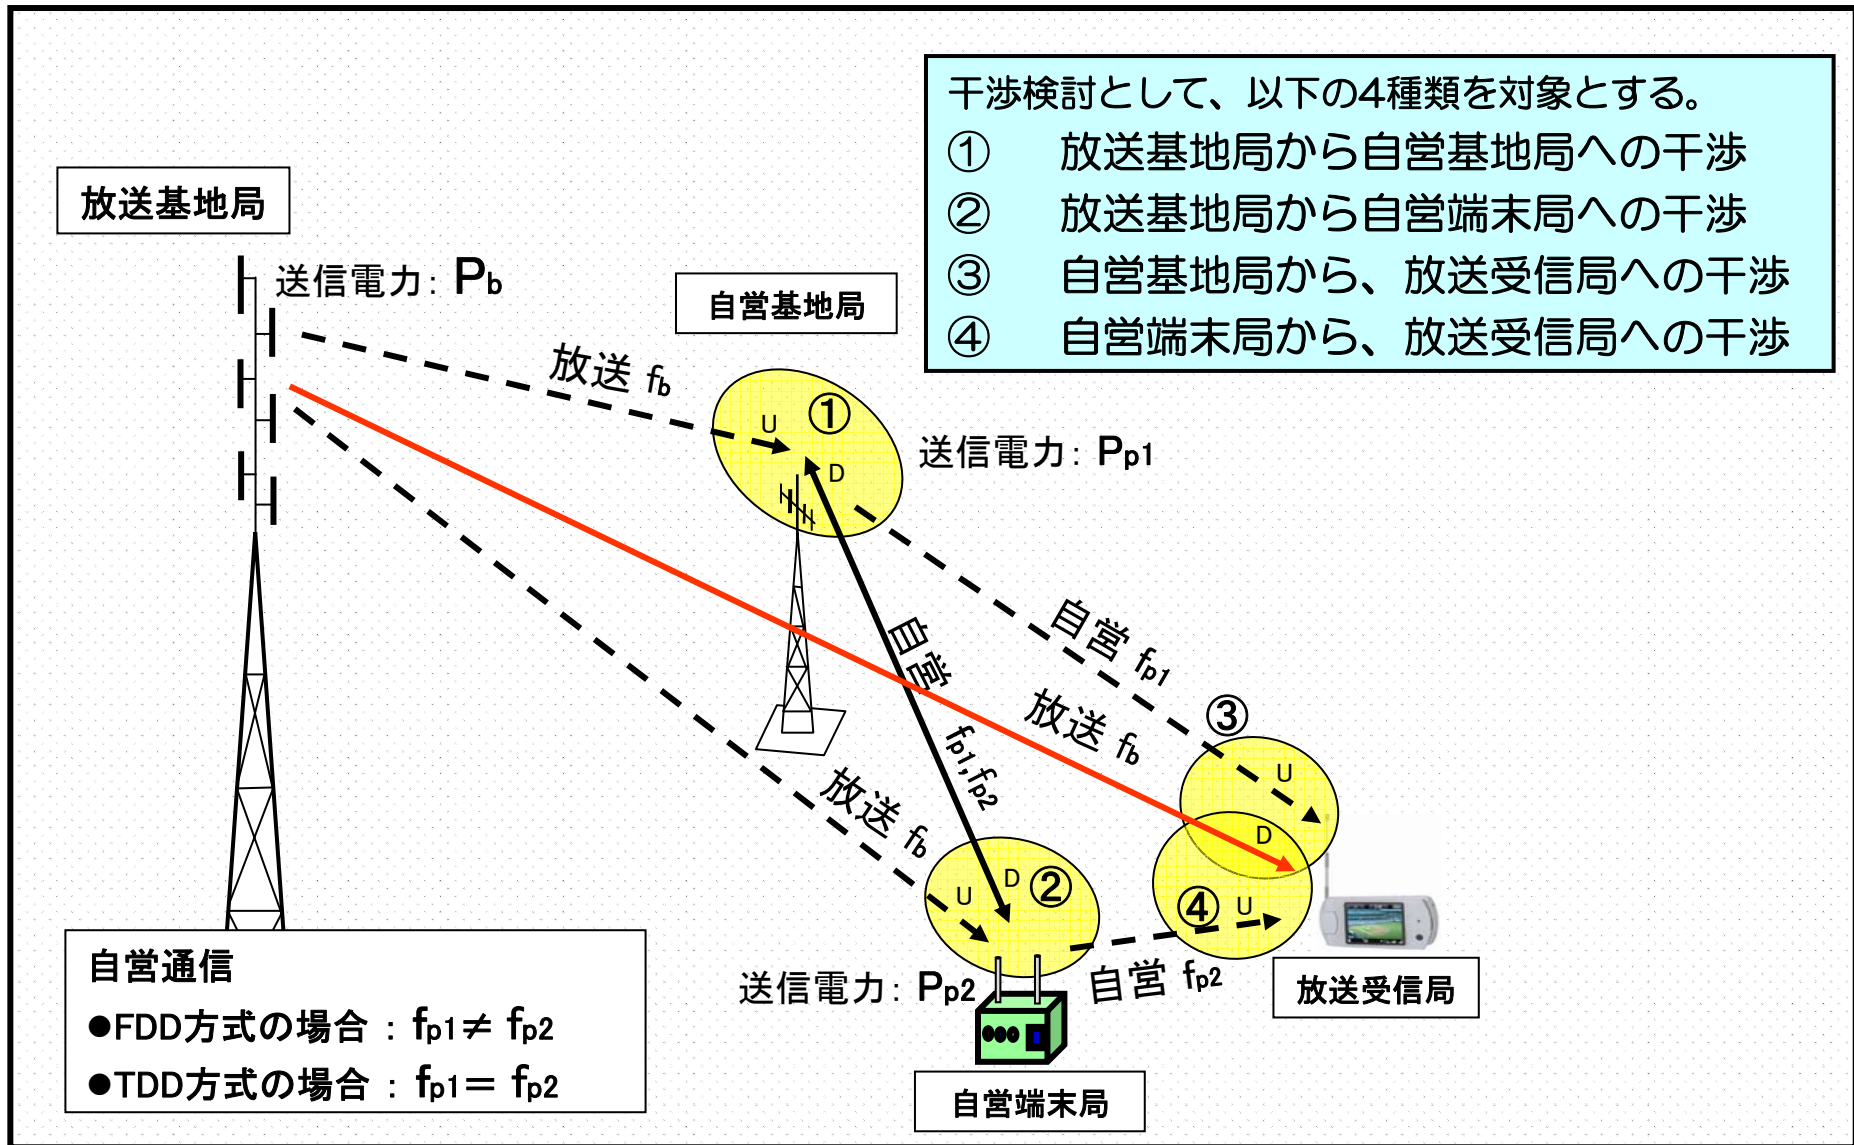 干渉検討として、以下の4種類を対象とする。
① 放送基地局から自営基地局への干渉
② 放送基地局から自営端末局への干渉
③ 自営基地局から、放送受信局への干渉
④ 自営端末局から、放送受信局への干渉
放送基地局
送信電力：Pb
自営基地局
放送 fb
①
U
D
送信電力：Pp1
自営 fp1
自営
fp1,fp2
放送 fb
③
U
D
放送 fb
②
U
D
④
U
送信電力：Pp2
自営 fp2
放送受信局
自営端末局
自営通信
●FDD方式の場合：fp1≠ fp2
●TDD方式の場合：fp1＝ fp2